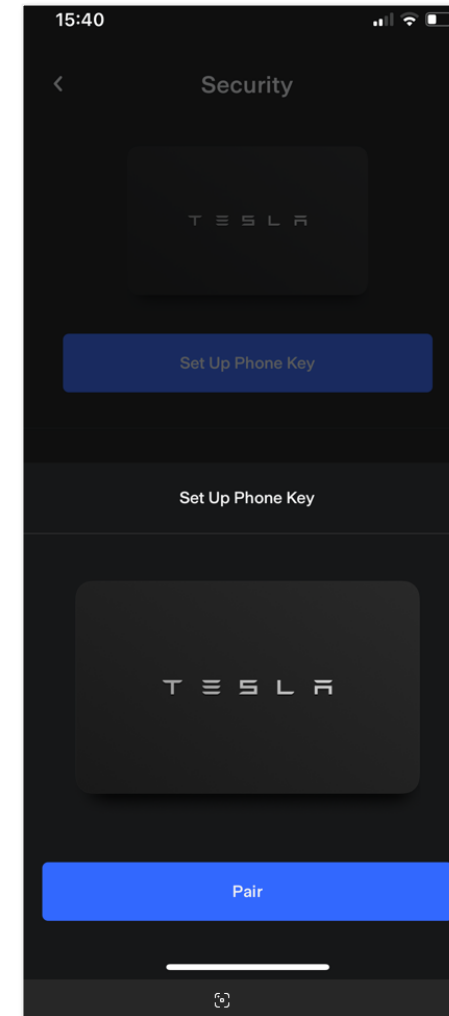 15:40
Security
TESLA
Set Up Phone Key
Set Up Phone Key
TESLA
Pair